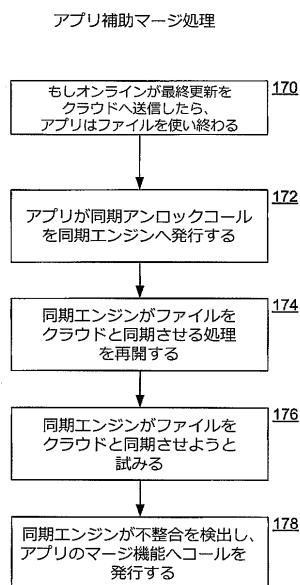 アプリ補助マージ処理
170
もしオンラインが最終更新を
クラウドへ送信したら、
アプリはファイルを使い終わる
172
アプリが同期アンロックコール
を同期エンジンへ発行する
174
同期エンジンがファイルを
クラウドと同期させる処理
を再開する
176
同期エンジンがファイルを
クラウドと同期させようと
試みる
178
同期エンジンが不整合を検出し、
アプリのマージ機能へコールを
発行する